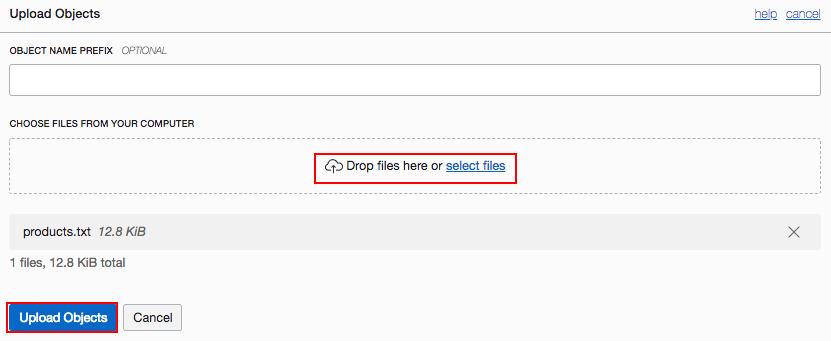 Upload Objects
help cancel
OBJECT NAME PREFIX OPTIONAL
CHOOSE FILES FROM YOUR COMPUTER
Drop files here or select files
products.txt 12.8 KiB
1 files, 12.8 KiB total
Upload Objects Cancel